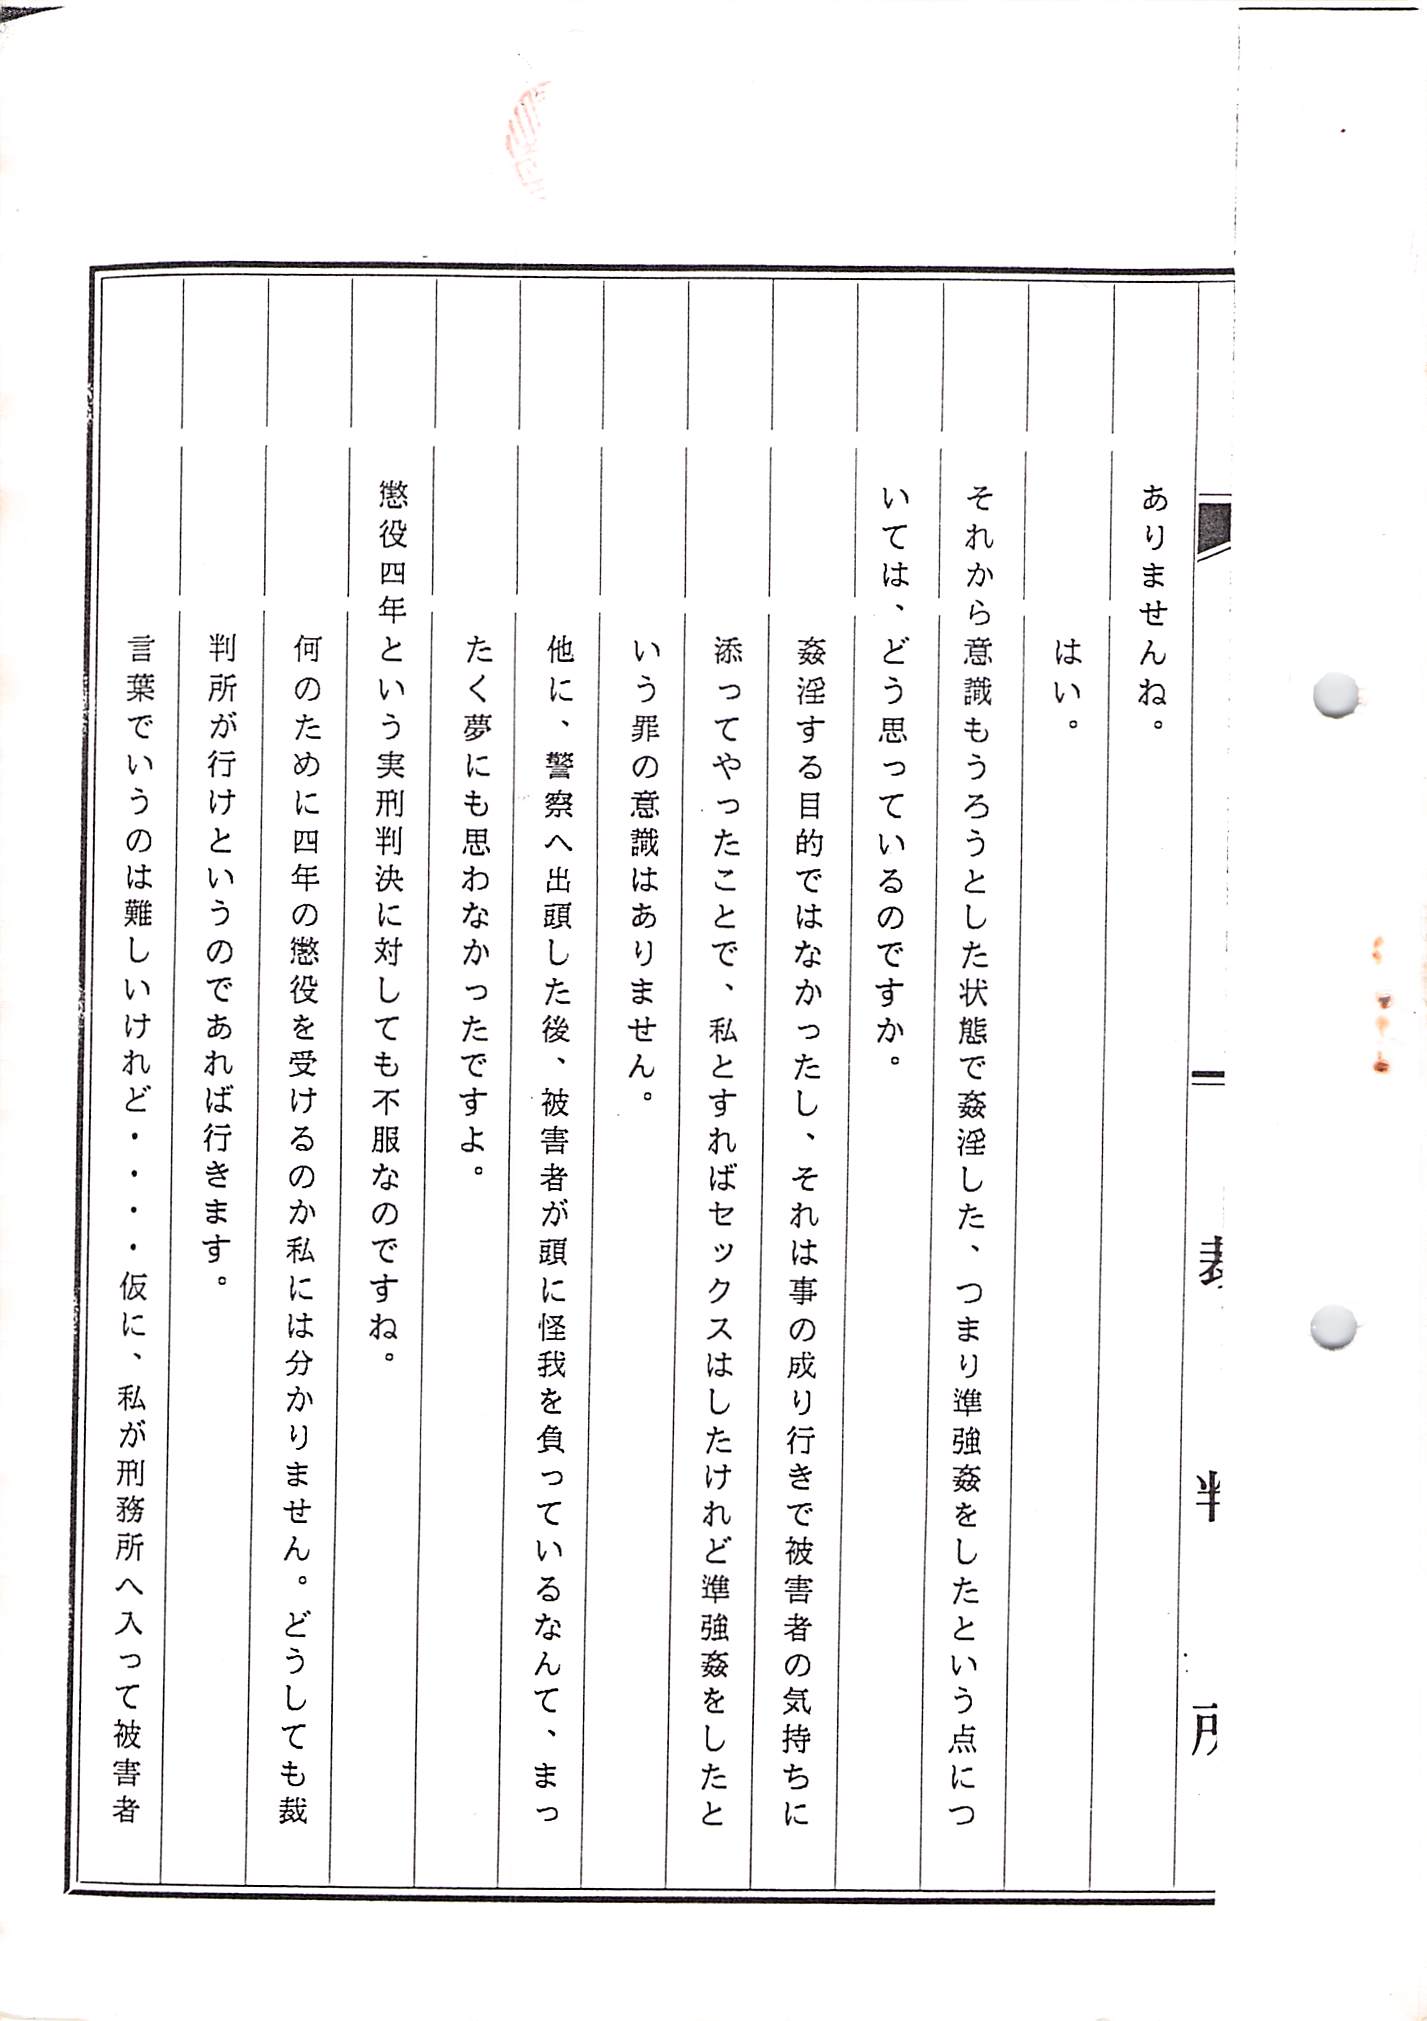 ありませんね。
はい。
それから意識もうろうとした状態で姦淫した、つまり準強姦をしたという点につ
いては、どう思っているのですか。
姦淫する目的ではなかったし、それは事の成り行きで被害者の気持ちに
添ってやったことで、私とすればセックスはしたけれど準強姦をしたと
いう罪の意識はありません。
他に、警察へ出頭した後、被害者が頭に怪我を負っているなんて、まっ
たく夢にも思わなかったですよ。
懲役四年という実刑判決に対しても不服なのですね。
何のために四年の懲役を受けるのか私には分かりません。どうしても裁
判所が行けというのであれば行きます。
言葉でいうのは難しいけれど・・・・仮に、私が刑務所へ入って被害者